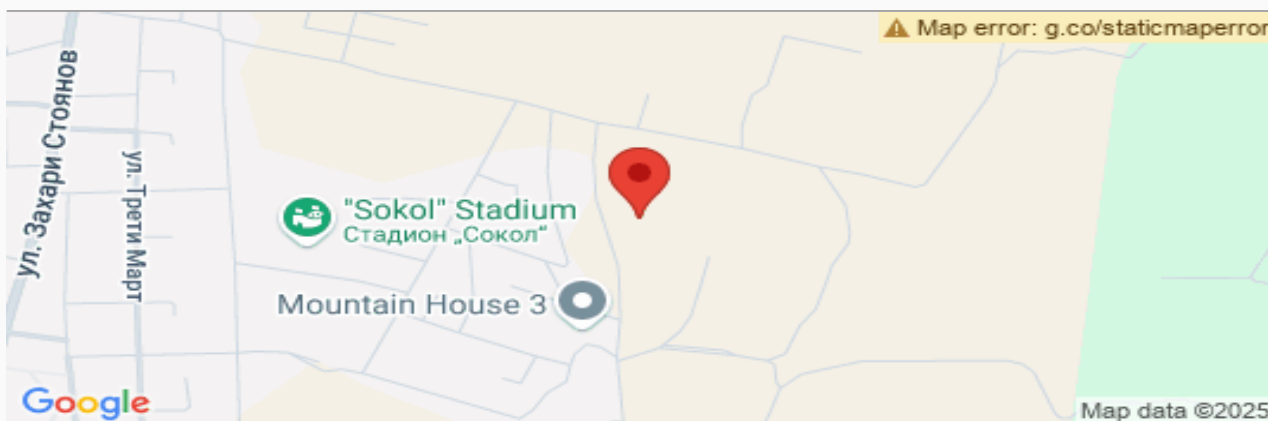 Map error: g.co/staticmaperror
ул. Захари Стоянов
ул. Трети Март
"Sokol" Stadium
Стадион „Сокол“
Mountain House 3
Google
Map data ©2025